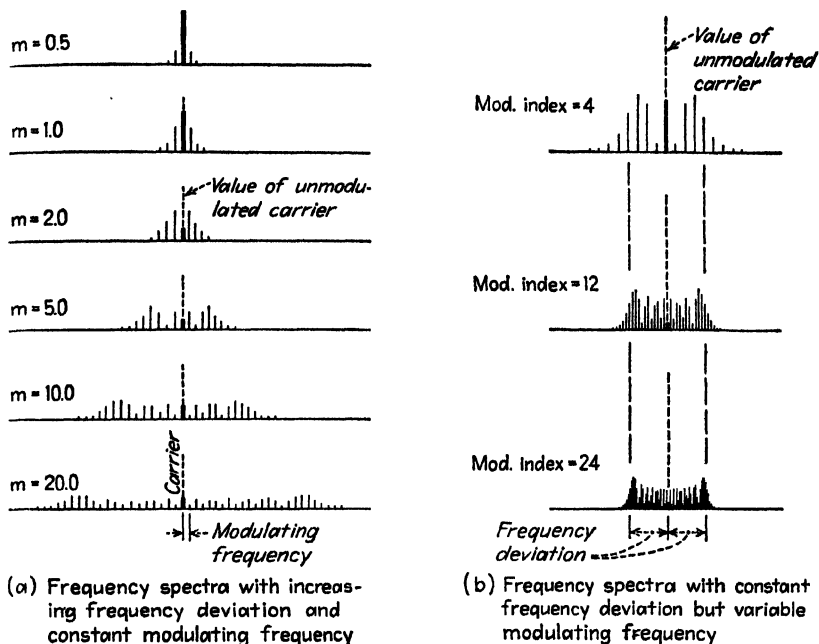 m = 0.5
m = 1.0
Value of unmodu-
lated carrier
m = 2.0
m = 5.0
m = 10.0
Carrier
m = 20.0
Modulating
frequency
(a) Frequency spectra with increas-
ing frequency deviation and
constant modulating frequency
Value of
unmodulated
carrier
Mod. index = 4
Mod. index = 12
Mod. Index = 24
Frequency
deviation
(b) Frequency spectra with constant
frequency deviation but variable
modulating frequency